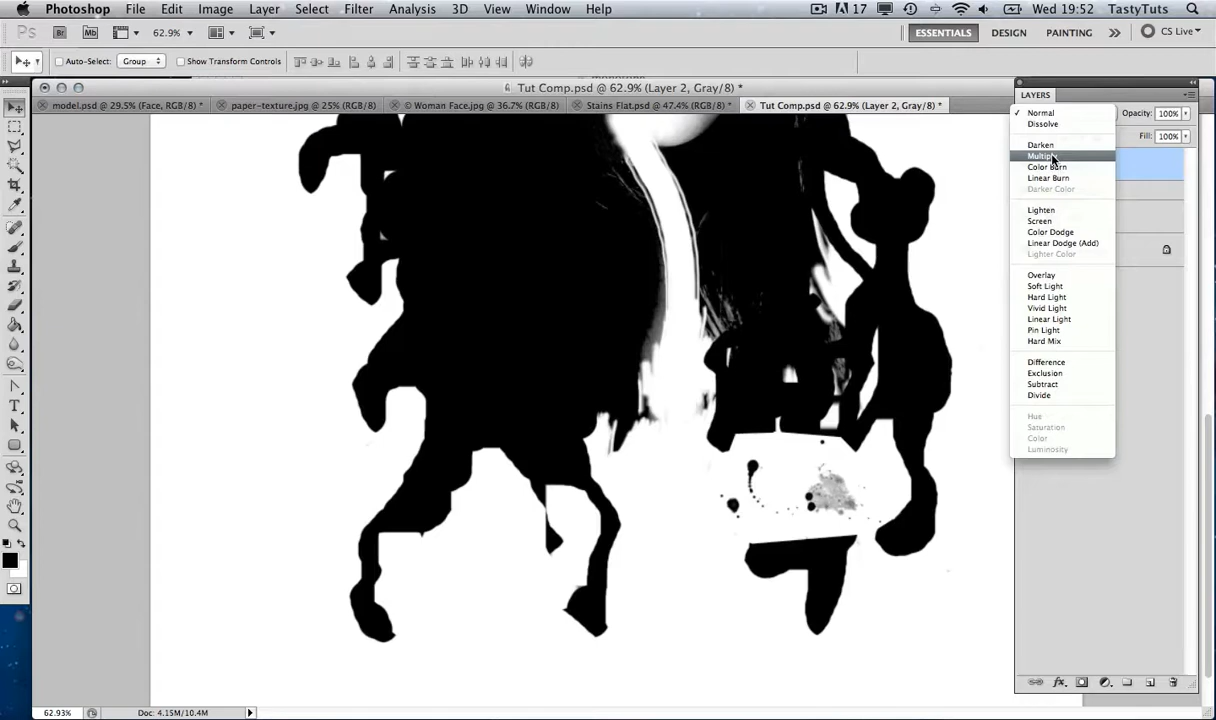 Photoshop File Edit Image Layer Select Filter Analysis 3D View Window Help 17 Wed 19:52 TastyTuts
Ps Br Mb 62.9% ESSENTIALS DESIGN PAINTING CS Live
Auto-Select: Group Show Transform Controls
Tut Comp.psd @ 62.9% (Layer 2, Gray/8) *
model.psd @ 29.5% (Face, RGB/8) * paper-texture.jpg @ 25% (RGB/8) © Woman Face.jpg @ 36.7% (RGB/8) Stains Flat.psd @ 47.4% (RGB/8) * Tut Comp.psd @ 62.9% (Layer 2, Gray/8) *
LAYERS
Normal
Opacity: 100%
Dissolve
Fill: 100%
Darken
Multiply
Color Burn
Linear Burn
Darker Color
Lighten
Screen
Color Dodge
Linear Dodge (Add)
Lighter Color
Overlay
Soft Light
Hard Light
Vivid Light
Linear Light
Pin Light
Hard Mix
Difference
Exclusion
Subtract
Divide
Hue
Saturation
Color
Luminosity
62.93% Doc: 4.15M/10.4M